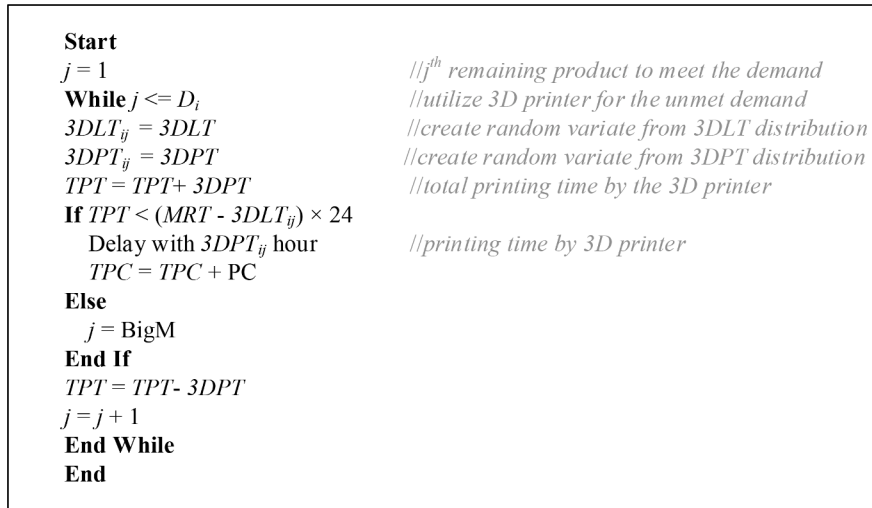 Start
j = 1 //jth remaining product to meet the demand
While j <= Di //utilize 3D printer for the unmet demand
3DLTij = 3DLT //create random variate from 3DLT distribution
3DPTij = 3DPT //create random variate from 3DPT distribution
TPT = TPT+ 3DPT //total printing time by the 3D printer
If TPT < (MRT - 3DLTij) × 24
Delay with 3DPTij hour //printing time by 3D printer
TPC = TPC + PC
Else
j = BigM
End If
TPT = TPT- 3DPT
j = j + 1
End While
End